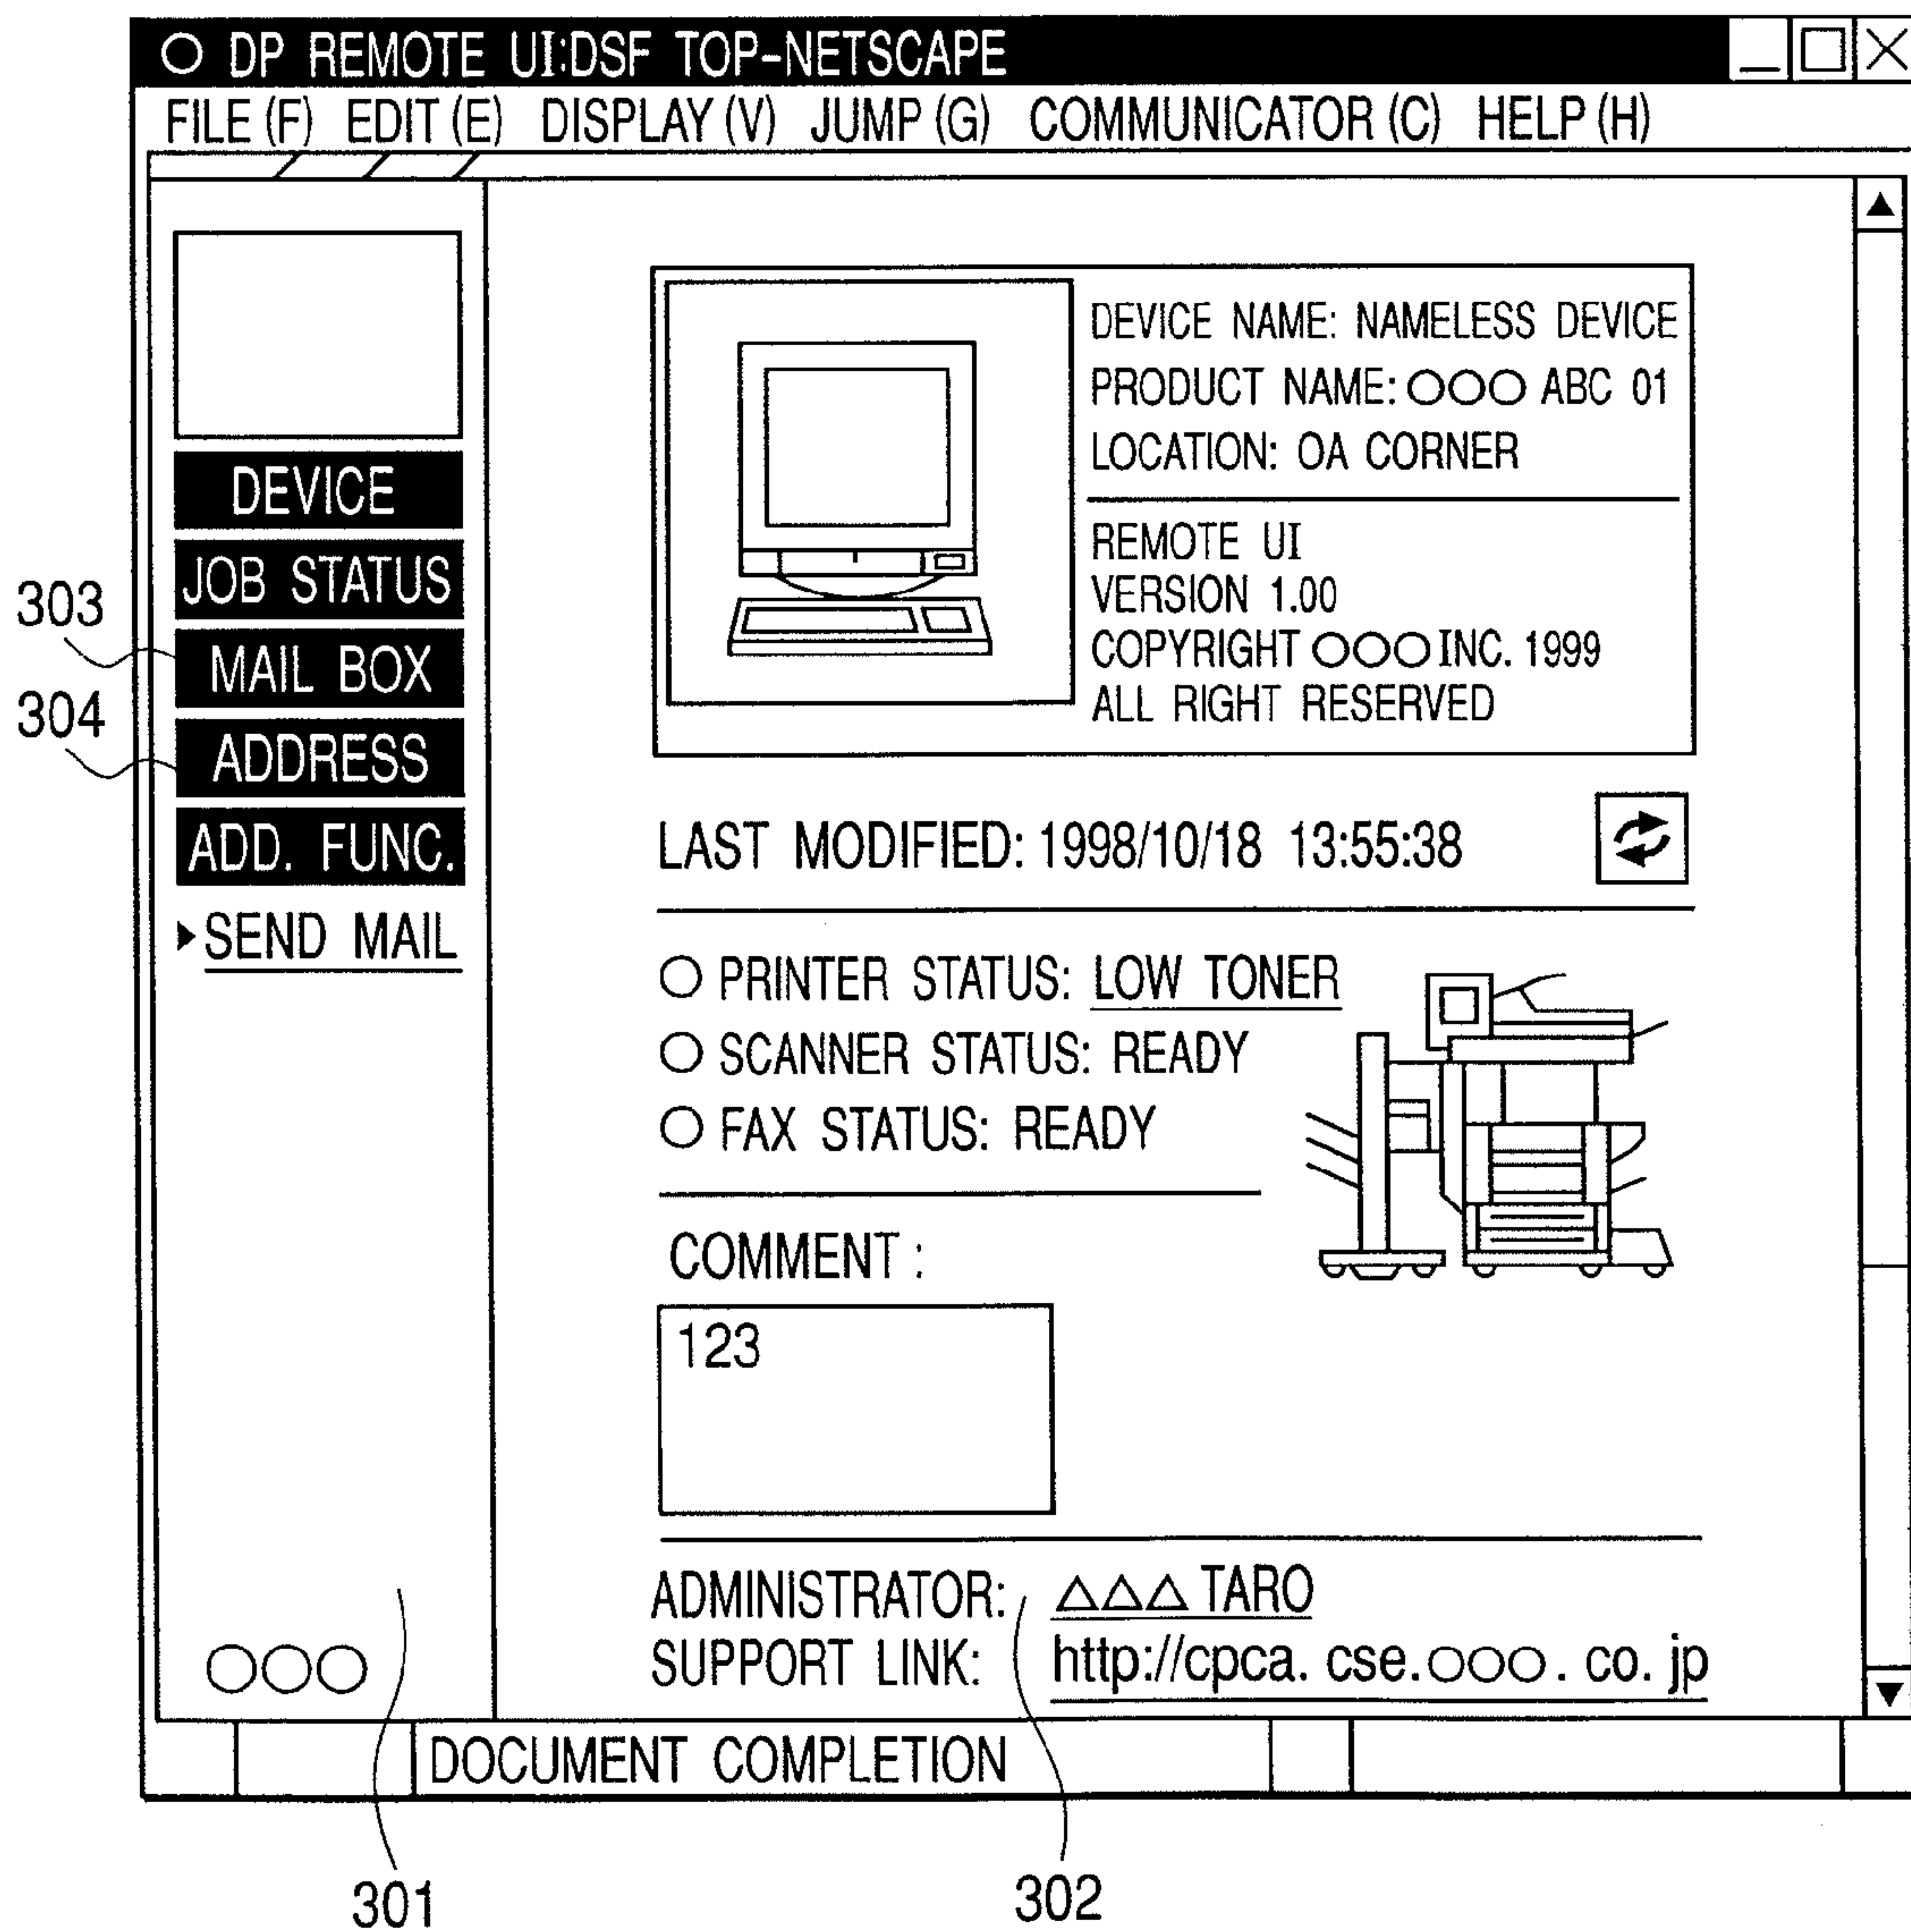 ○ DP REMOTE UI:DSF TOP-NETSCAPE
FILE (F) EDIT (E) DISPLAY (V) JUMP (G) COMMUNICATOR (C) HELP (H)
DEVICE
JOB STATUS
303
MAIL BOX
304
ADDRESS
ADD. FUNC.
▶SEND MAIL
○○○
DEVICE NAME: NAMELESS DEVICE
PRODUCT NAME: ○○○ ABC 01
LOCATION: OA CORNER
REMOTE UI
VERSION 1.00
COPYRIGHT ○○○ INC. 1999
ALL RIGHT RESERVED
LAST MODIFIED: 1998/10/18 13:55:38
○ PRINTER STATUS: LOW TONER
○ SCANNER STATUS: READY
○ FAX STATUS: READY
COMMENT :
123
ADMINISTRATOR: △△△ TARO
SUPPORT LINK: http://cpca. cse.○○○. co. jp
DOCUMENT COMPLETION
301
302